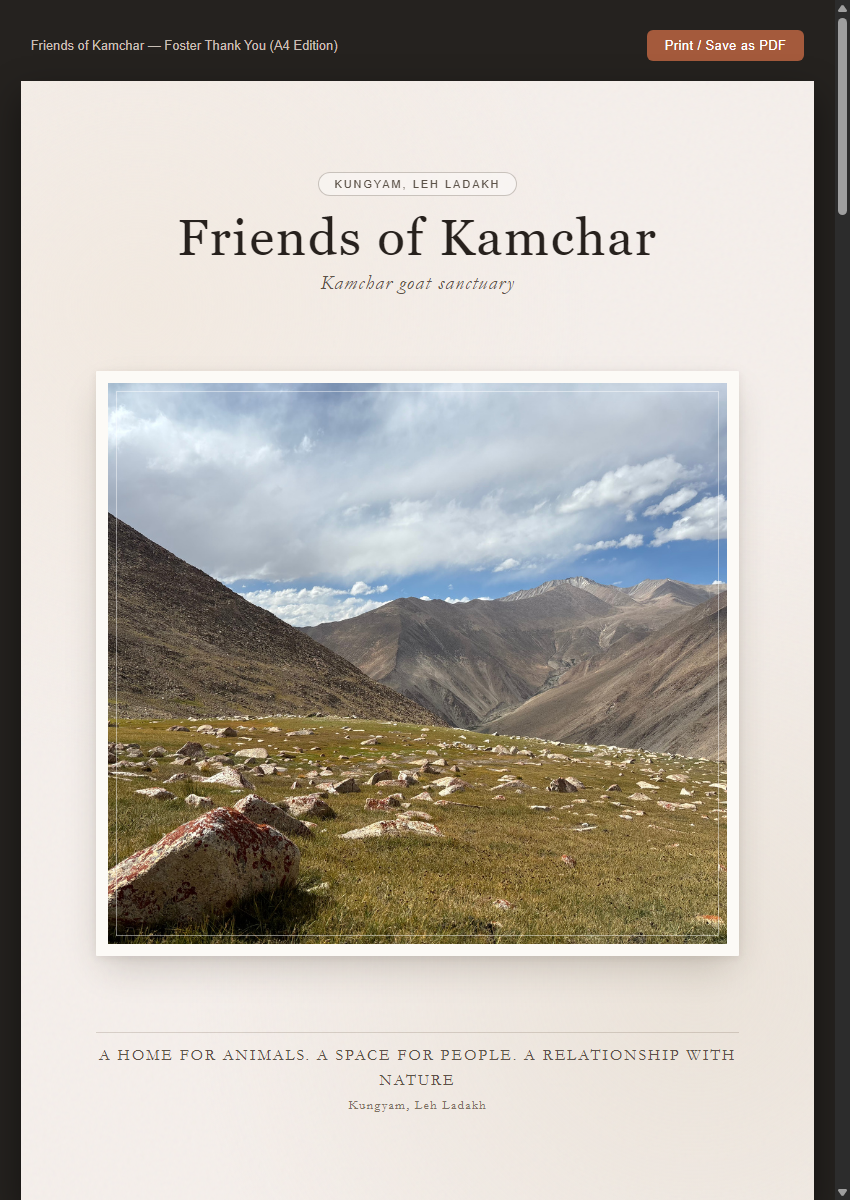 Friends of Kamchar — Foster Thank You (A4 Edition)
Print / Save as PDF
KUNGYAM, LEH LADAKH
Friends of Kamchar
Kamchar goat sanctuary
A HOME FOR ANIMALS. A SPACE FOR PEOPLE. A RELATIONSHIP WITH
NATURE
Kungyam, Leh Ladakh